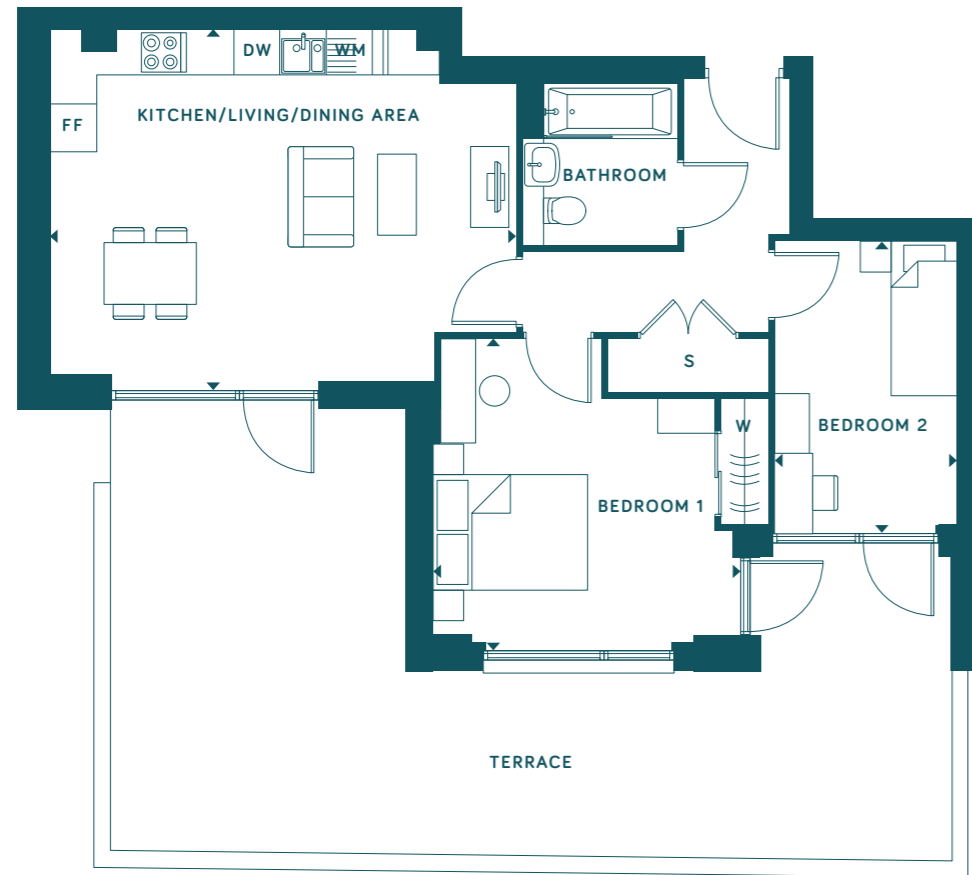 DW
WM
KITCHEN/LIVING/DINING AREA
FF
BATHROOM
S
W
BEDROOM 2
BEDROOM 1
TERRACE